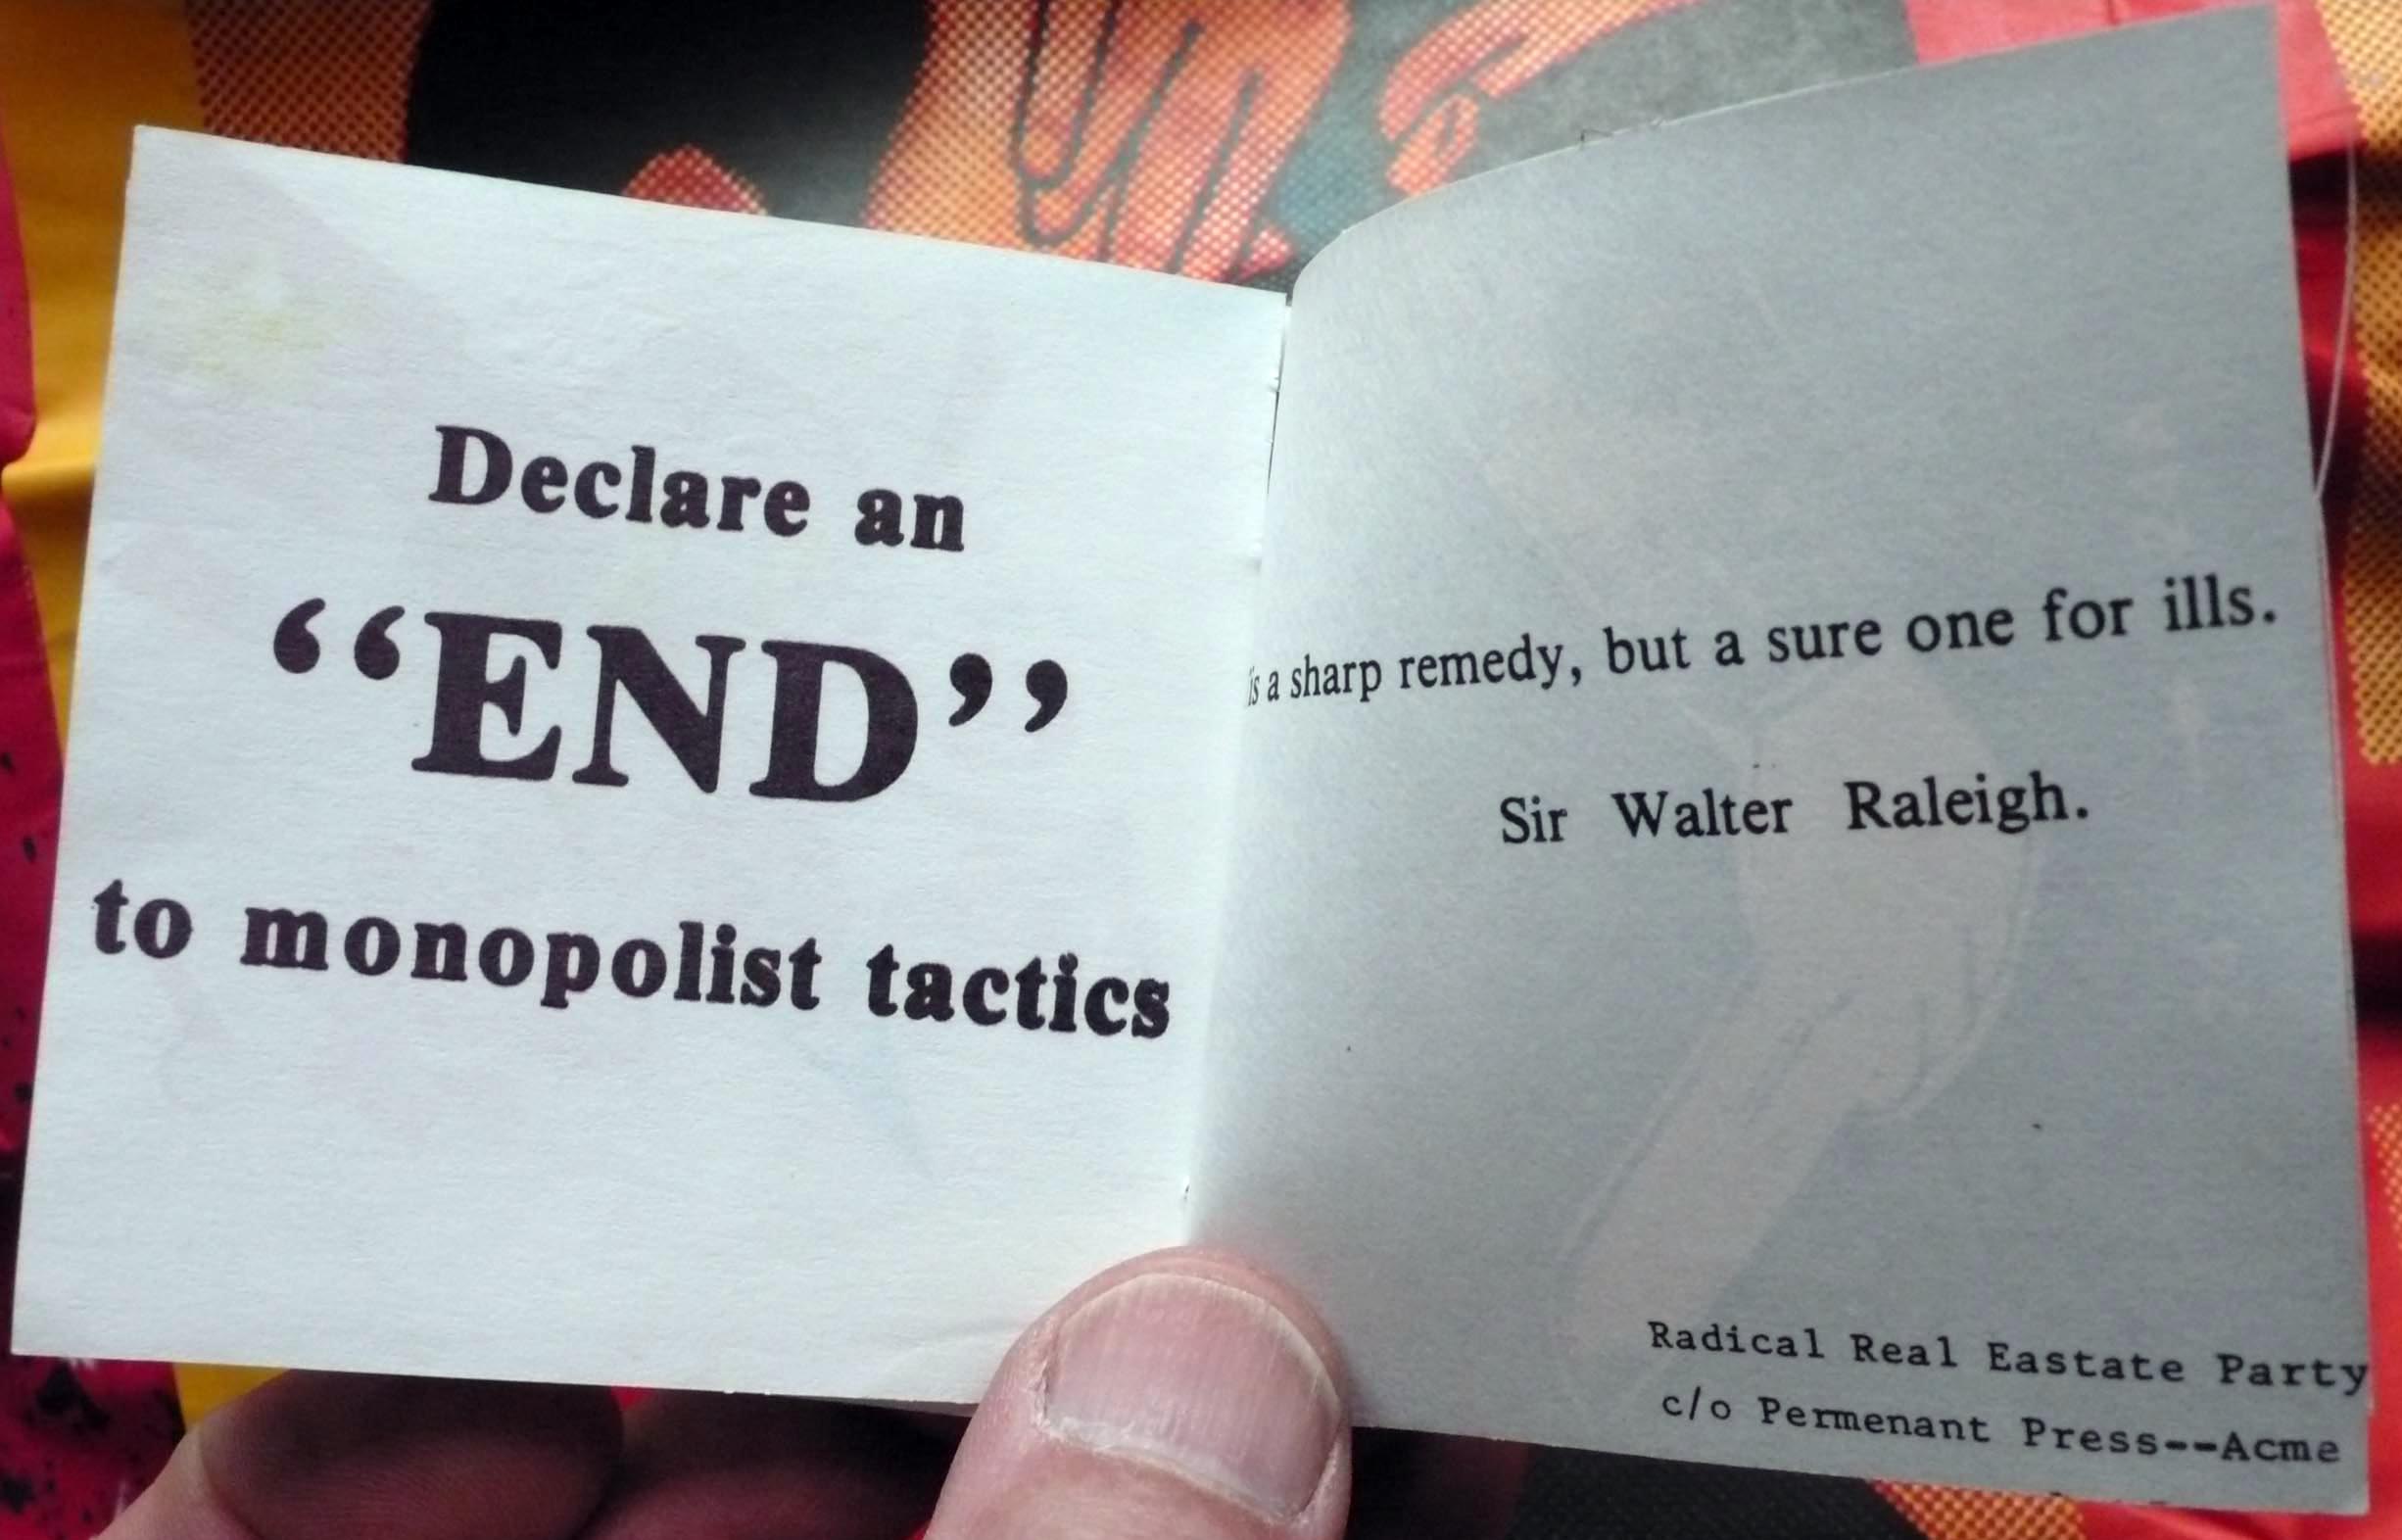 Declare an
“END”
to monopolist tactics
is a sharp remedy, but a sure one for ills.
Sir Walter Raleigh.
Radical Real Eastate Party
c/o Permenant Press--Acme